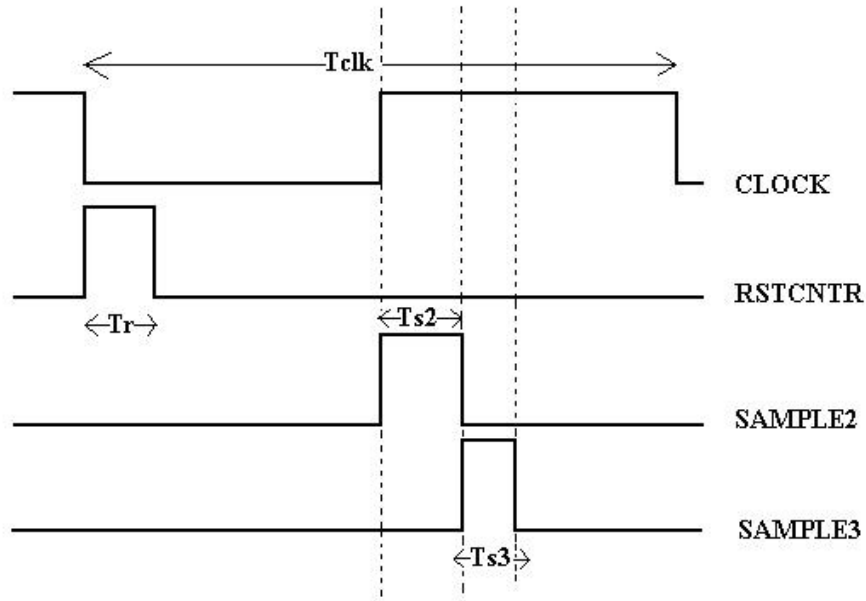 Tclk
CLOCK
RSTCNTR
Tr
Ts2
SAMPLE2
SAMPLE3
Ts3